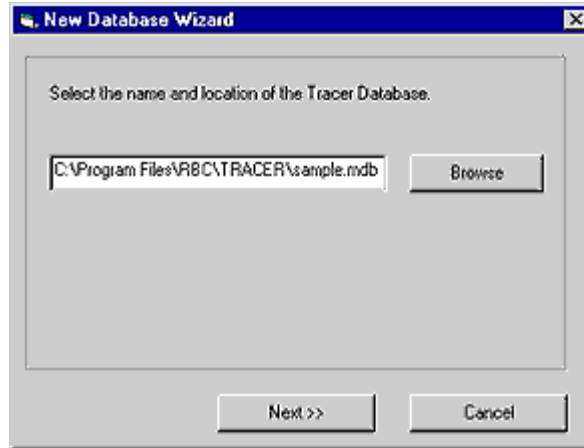 New Database Wizard
Select the name and location of the Tracer Database.
C:\Program Files\RBC\TRACER\sample.mdb
Browse
Next>>
Cancel